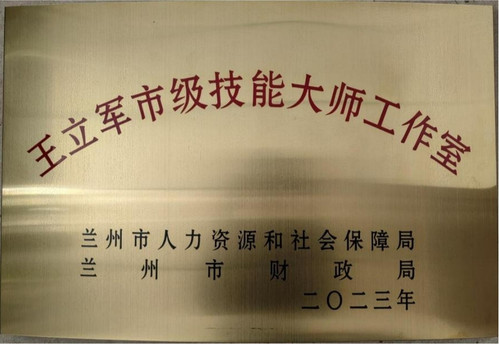 王立军市级技能大师工作室
兰州市人力资源和社会保障局
兰州市财政局
二〇二三年